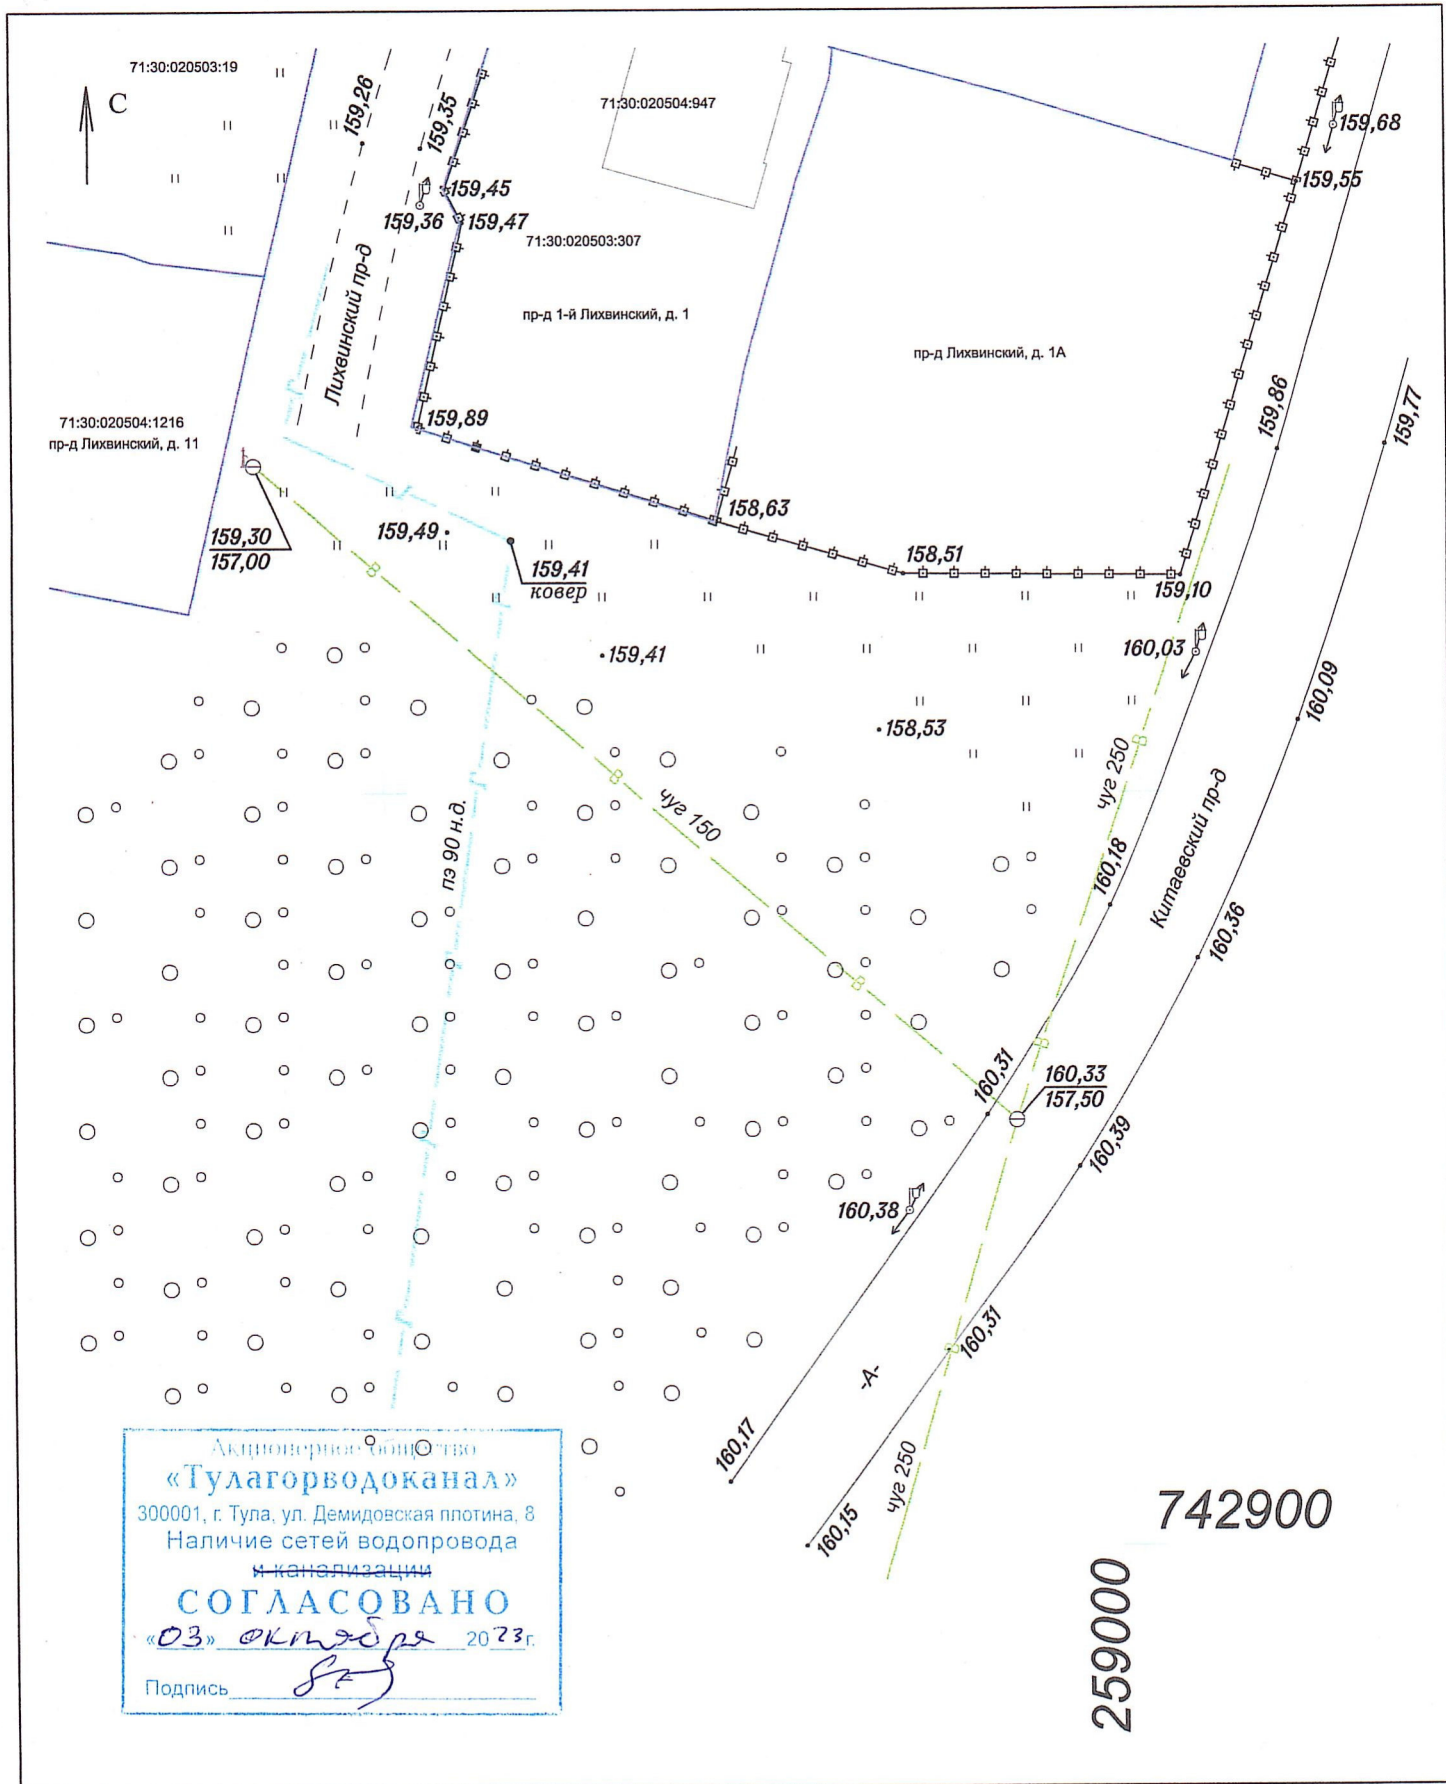 71:30:020503:19
С
159,26
159,35
71:30:020504:947
159,68
159,45
159,55
159,36
159,47
71:30:020503:307
Лихвинский пр-д
пр-д 1-й Лихвинский, д. 1
пр-д Лихвинский, д. 1А
159,86
159,77
71:30:020504:1216
пр-д Лихвинский, д. 11
159,89
158,63
159,30
157,00
159,49
159,41
ковер
158,51
159,10
160,03
159,41
160,09
158,53
В
В
В
В
В
В
Г
Г
Г
Г
Г
Г
чуг 250
чуг 150
пэ 90 н.д.
160,18
Китаевский пр-д
160,36
160,31
160,33
157,50
160,39
160,38
160,31
-А-
160,17
чуг 250
160,15
742900
259000
Акционерное общество
«Тулагорводоканал»
300001, г. Тула, ул. Демидовская плотина, 8
Наличие сетей водопровода
и канализации
СОГЛАСОВАНО
«03» октября 2023г.
Подпись